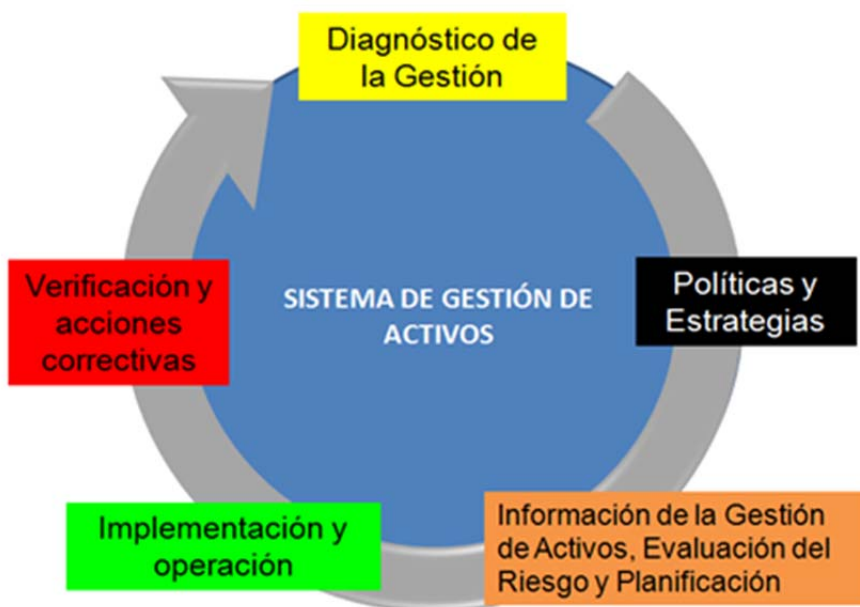 Diagnóstico de
la Gestión
Políticas y
Estrategias
SISTEMA DE GESTIÓN DE
ACTIVOS
Verificación y
acciones
correctivas
Información de la Gestión
de Activos, Evaluación del
Riesgo y Planificación
Implementación y
operación